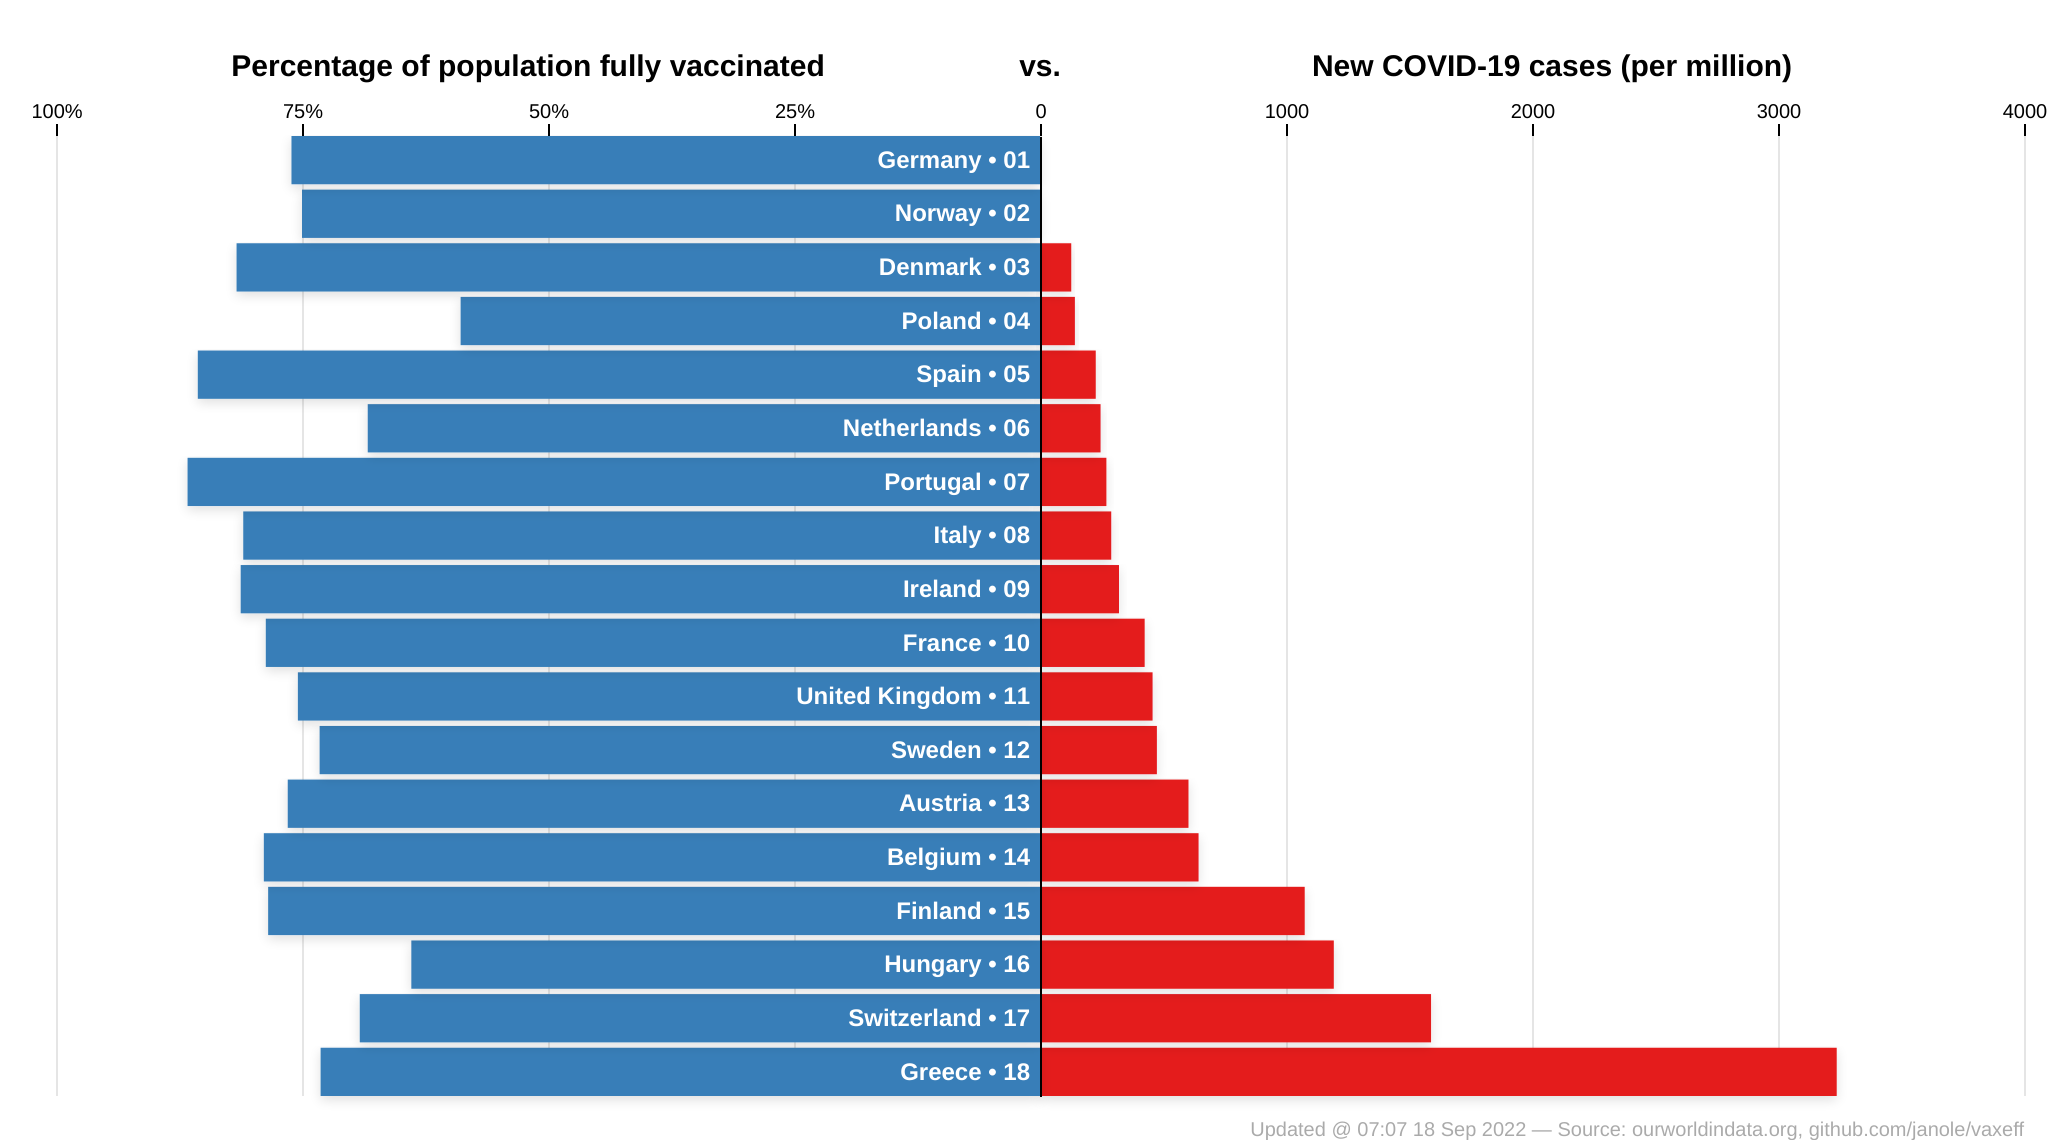 Percentage of population fully vaccinated vs. New COVID-19 cases (per million)
100% 75% 50% 25% 0 1000 2000 3000 4000
Germany • 01
Norway • 02
Denmark • 03
Poland • 04
Spain • 05
Netherlands • 06
Portugal • 07
Italy • 08
Ireland • 09
France • 10
United Kingdom • 11
Sweden • 12
Austria • 13
Belgium • 14
Finland • 15
Hungary • 16
Switzerland • 17
Greece • 18
Updated @ 07:07 18 Sep 2022 — Source: ourworldindata.org, github.com/janole/vaxeff